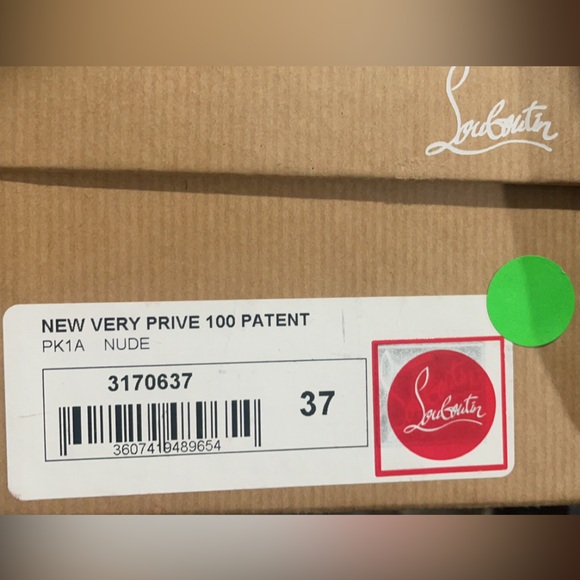 Louboutin
NEW VERY PRIVE 100 PATENT
PK1A NUDE
3170637
37
3607419489654
Louboutin